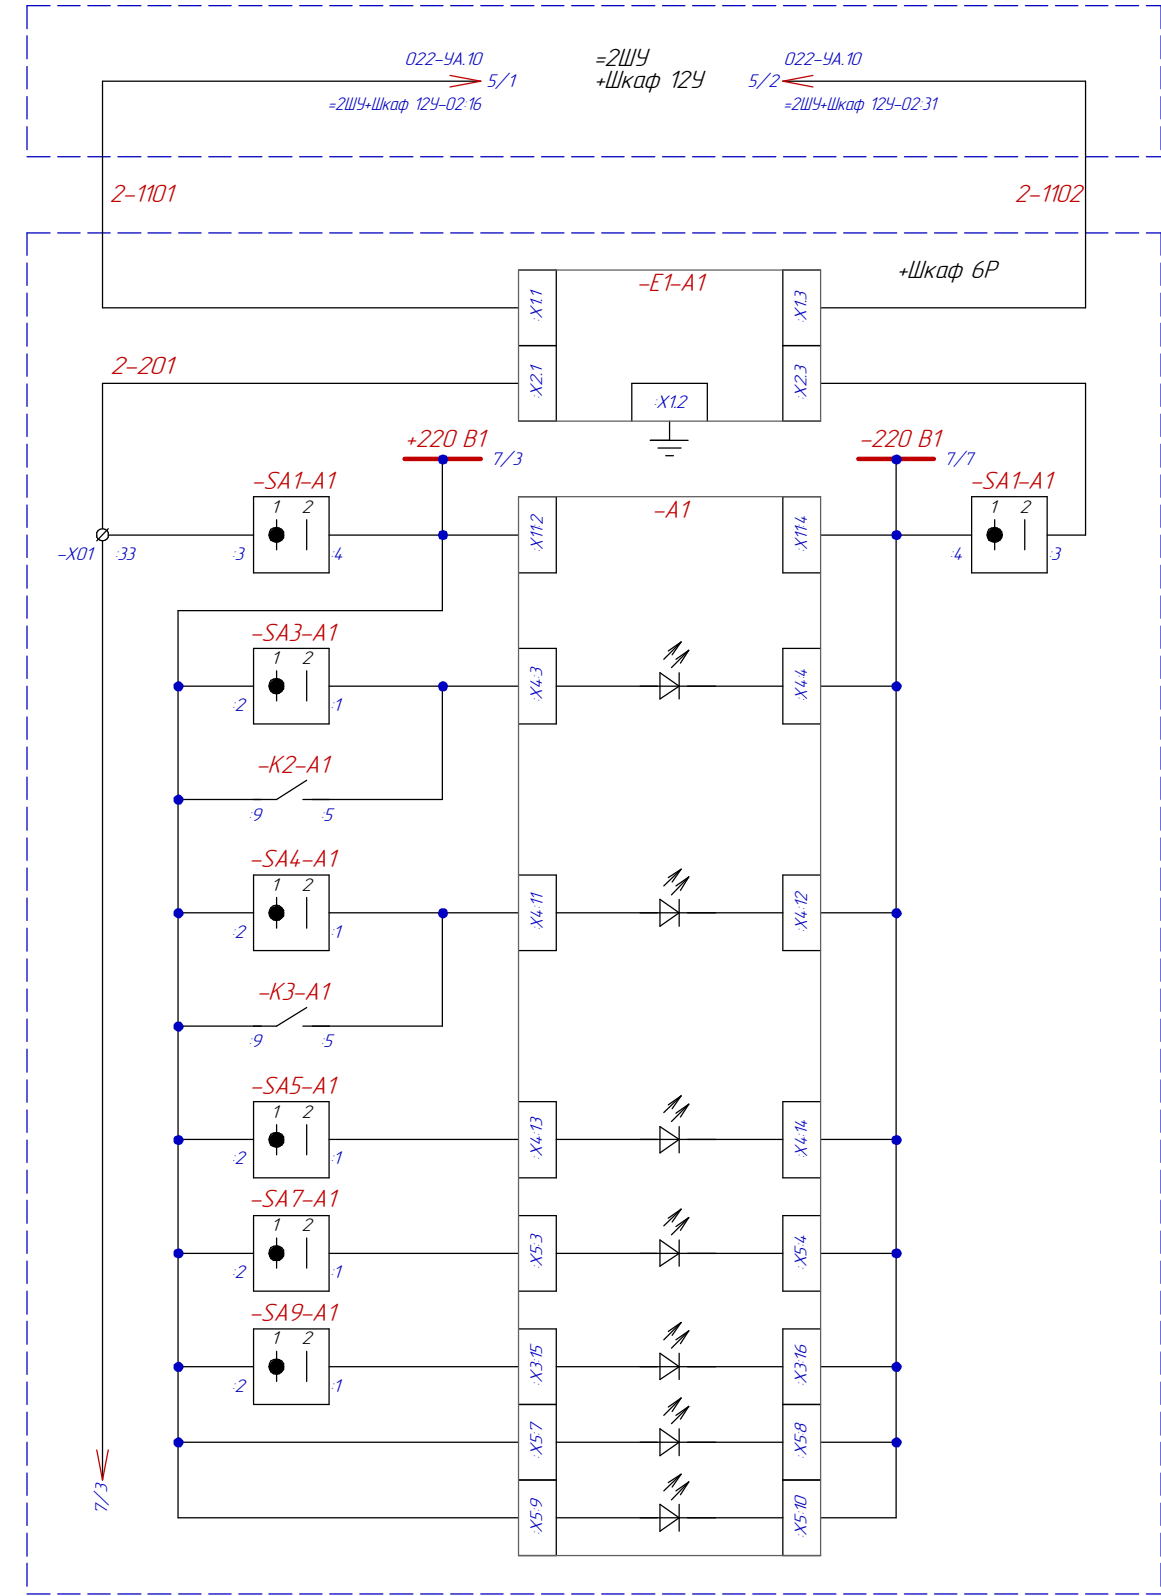 022-УА.10
=2ШУ
022-УА.10
5/1
+Шкаф 12У
5/2
=2ШУ+Шкаф 12У-02:16
=2ШУ+Шкаф 12У-02:31
2-1101
2-1102
+Шкаф 6Р
-E1-A1
:X1.1
:X1.3
2-201
:X2.1
:X2.3
:X1.2
+220 В1
7/3
-220 В1
7/7
-SA1-A1
-A1
-SA1-A1
1 2
1 2
:X11:2
:X11:4
-X01 :33
:3 :4
:4 :3
-SA3-A1
1 2
:X4:3
:X4:4
:2 :1
-K2-A1
:9 :5
-SA4-A1
1 2
:X4:11
:X4:12
:2 :1
-K3-A1
:9 :5
-SA5-A1
1 2
:X4:13
:X4:14
:2 :1
-SA7-A1
1 2
:X5:3
:X5:4
:2 :1
-SA9-A1
1 2
:X3:15
:X3:16
:2 :1
:X5:7
:X5:8
7/3
:X5:9
:X5:10